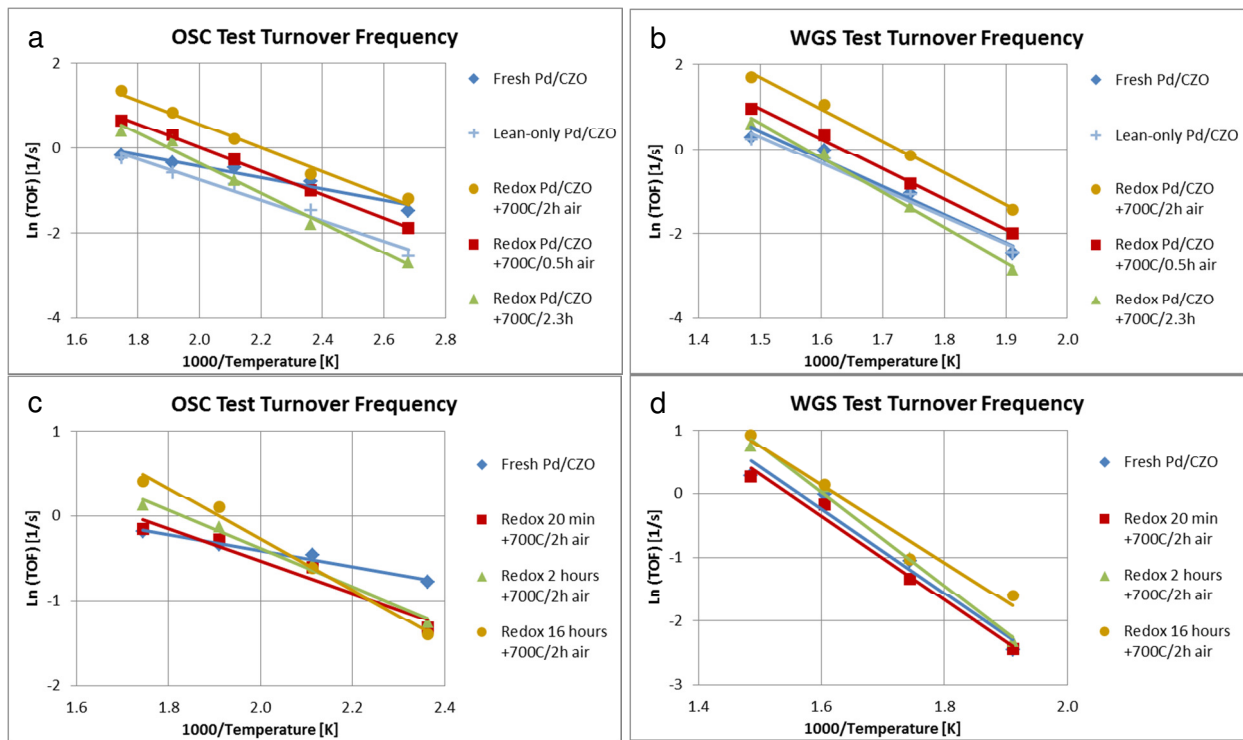 a
OSC Test Turnover Frequency
Ln (TOF) [1/s]
2
0
-2
-4
1.6 1.8 2.0 2.2 2.4 2.6 2.8
1000/Temperature [K]
Fresh Pd/CZO
Lean-only Pd/CZO
Redox Pd/CZO
+700C/2h air
Redox Pd/CZO
+700C/0.5h air
Redox Pd/CZO
+700C/2.3h
b
WGS Test Turnover Frequency
Ln (TOF) [1/s]
2
0
-2
-4
1.4 1.5 1.6 1.7 1.8 1.9 2.0
1000/Temperature [K]
Fresh Pd/CZO
Lean-only Pd/CZO
Redox Pd/CZO
+700C/2h air
Redox Pd/CZO
+700C/0.5h air
Redox Pd/CZO
+700C/2.3h
c
OSC Test Turnover Frequency
Ln (TOF) [1/s]
1
0
-1
-2
1.6 1.8 2.0 2.2 2.4
1000/Temperature [K]
Fresh Pd/CZO
Redox 20 min
+700C/2h air
Redox 2 hours
+700C/2h air
Redox 16 hours
+700C/2h air
d
WGS Test Turnover Frequency
Ln (TOF) [1/s]
1
0
-1
-2
-3
1.4 1.6 1.8 2.0
1000/Temperature [K]
Fresh Pd/CZO
Redox 20 min
+700C/2h air
Redox 2 hours
+700C/2h air
Redox 16 hours
+700C/2h air